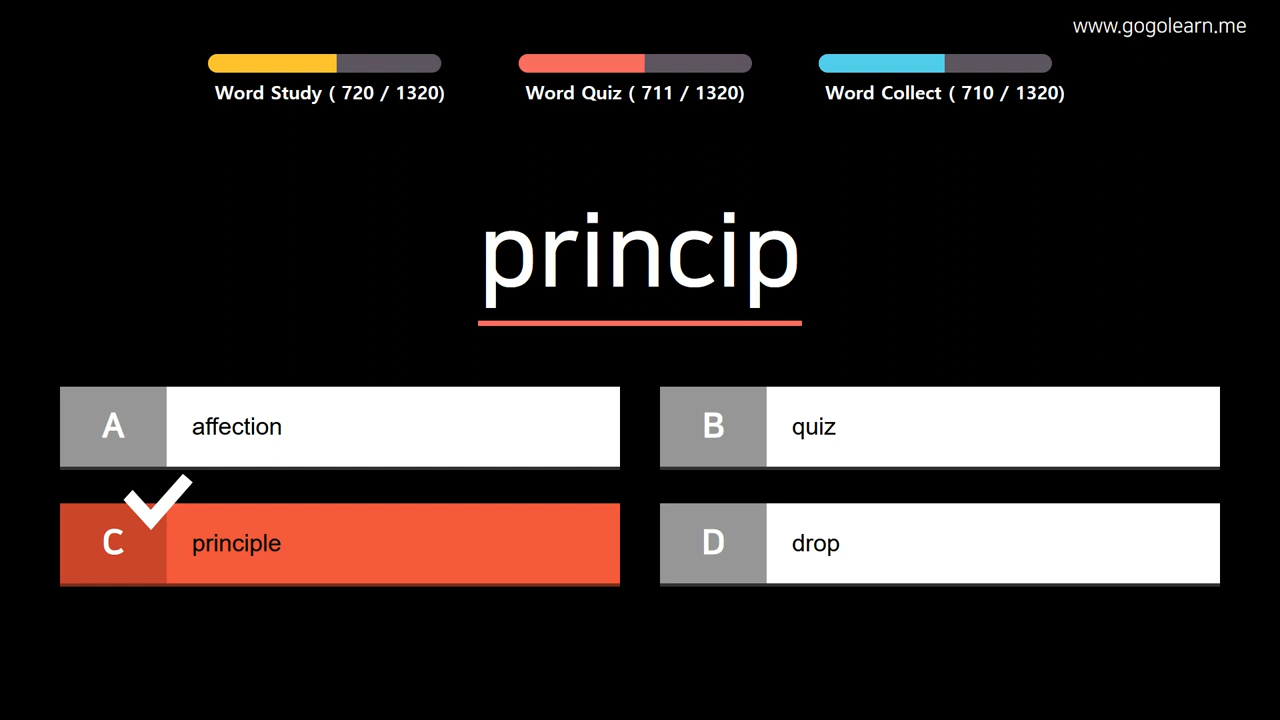 www.gogolearn.me
Word Study ( 720 / 1320)
Word Quiz ( 711 / 1320)
Word Collect ( 710 / 1320)
princip
A affection
B quiz
C principle
D drop